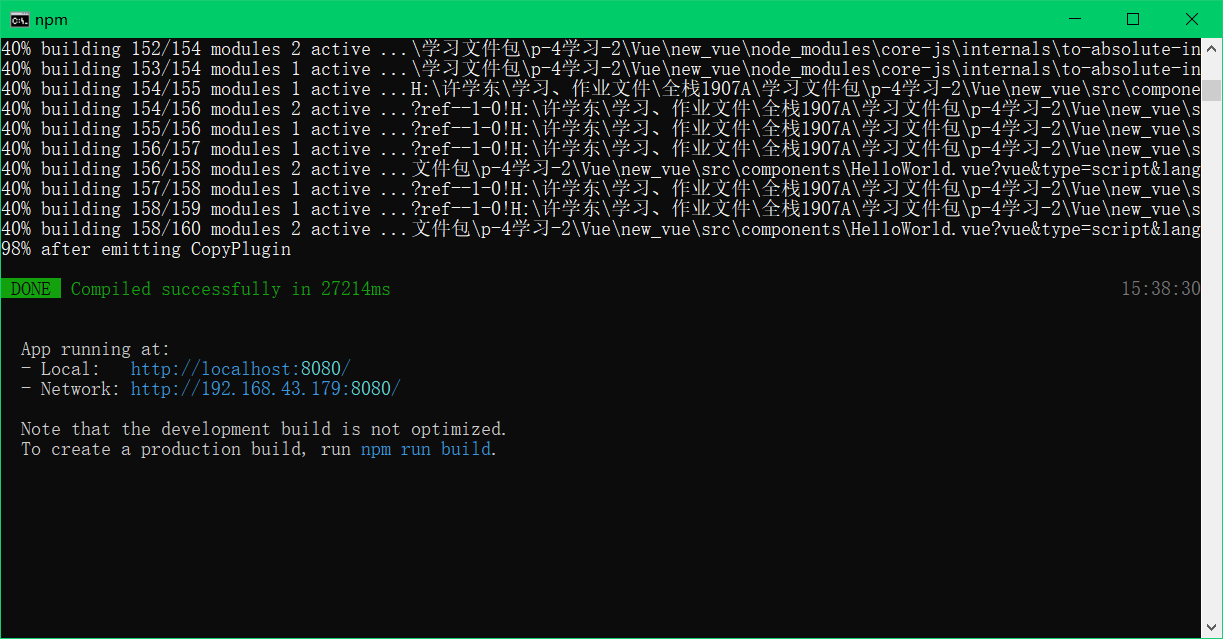 npm
40% building 152/154 modules 2 active ...\学习文件包\p-4学习-2\Vue\new_vue\node_modules\core-js\internals\to-absolute-in
40% building 153/154 modules 1 active ...\学习文件包\p-4学习-2\Vue\new_vue\node_modules\core-js\internals\to-absolute-in
40% building 154/155 modules 1 active ...H:\许学东\学习、作业文件\全栈1907A\学习文件包\p-4学习-2\Vue\new_vue\src\compone
40% building 154/156 modules 2 active ...?ref--1-0!H:\许学东\学习、作业文件\全栈1907A\学习文件包\p-4学习-2\Vue\new_vue\s
40% building 155/156 modules 1 active ...?ref--1-0!H:\许学东\学习、作业文件\全栈1907A\学习文件包\p-4学习-2\Vue\new_vue\s
40% building 156/157 modules 1 active ...?ref--1-0!H:\许学东\学习、作业文件\全栈1907A\学习文件包\p-4学习-2\Vue\new_vue\s
40% building 156/158 modules 2 active ...文件包\p-4学习-2\Vue\new_vue\src\components\HelloWorld.vue?vue&type=script&lang
40% building 157/158 modules 1 active ...?ref--1-0!H:\许学东\学习、作业文件\全栈1907A\学习文件包\p-4学习-2\Vue\new_vue\s
40% building 158/159 modules 1 active ...?ref--1-0!H:\许学东\学习、作业文件\全栈1907A\学习文件包\p-4学习-2\Vue\new_vue\s
40% building 158/160 modules 2 active ...文件包\p-4学习-2\Vue\new_vue\src\components\HelloWorld.vue?vue&type=script&lang
98% after emitting CopyPlugin
DONE Compiled successfully in 27214ms 15:38:30
App running at:
- Local: http://localhost:8080/
- Network: http://192.168.43.179:8080/
Note that the development build is not optimized.
To create a production build, run npm run build.